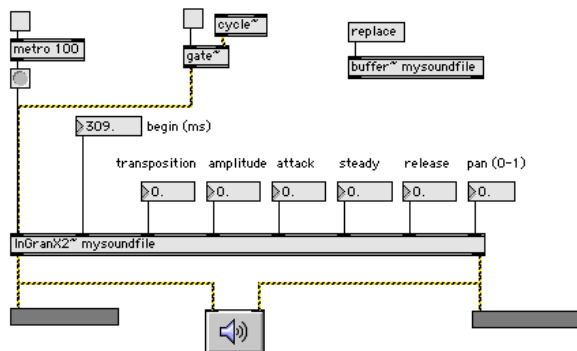 cycle~
replace
metro 100
gate~
buffer~ mysoundfile
309.
begin (ms)
transposition amplitude attack steady release pan (0-1)
0. 0. 0. 0. 0. 0.
InGranX2~ mysoundfile